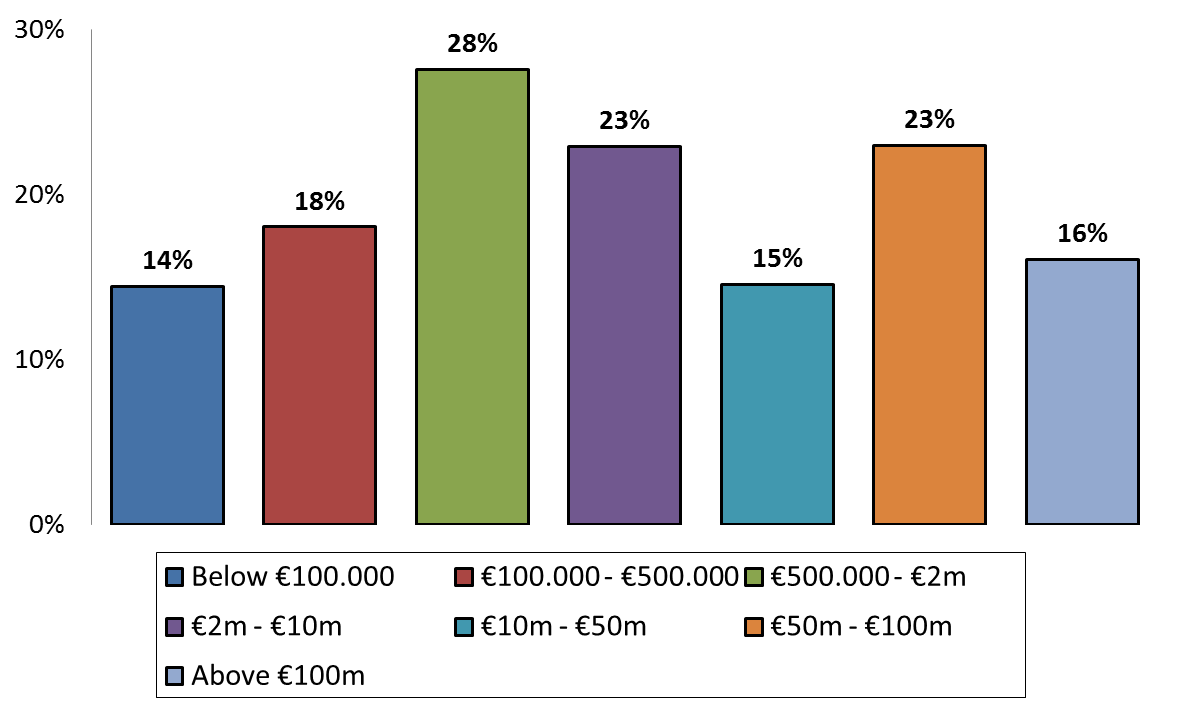 30%
20%
10%
0%
14%
18%
28%
23%
15%
23%
16%
Below €100.000
€100.000 - €500.000
€500.000 - €2m
€2m - €10m
€10m - €50m
€50m - €100m
Above €100m